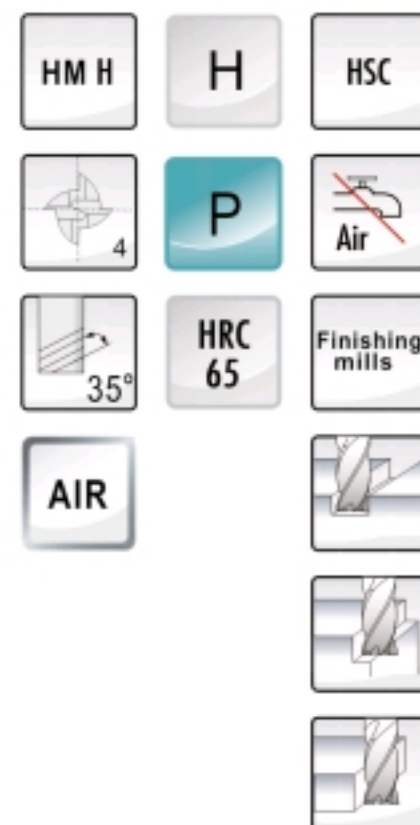 HM H
H
HSC
4
P
Air
35°
HRC
65
Finishing
mills
AIR